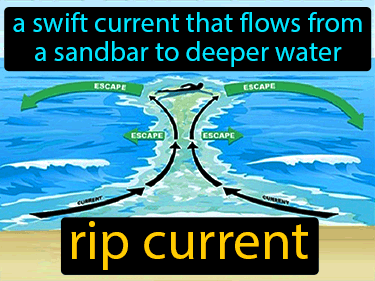 a swift current that flows from
a sandbar to deeper water
ESCAPE ESCAPE
ESCAPE ESCAPE
CURRENT CURRENT
rip current